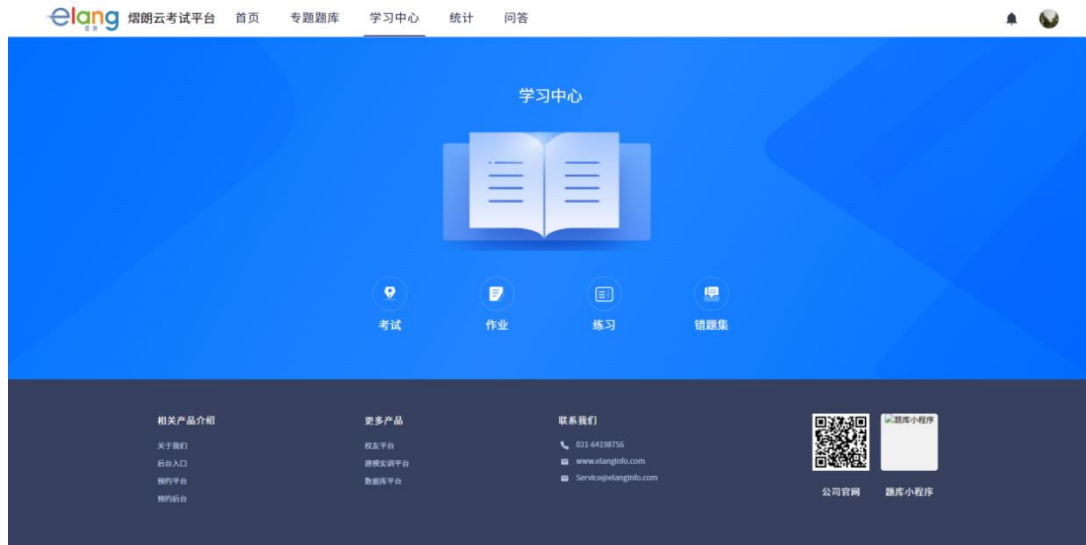 elang 熠朗云考试平台 首页 专题题库 学习中心 统计 问答
学习中心
考试 作业 练习 错题集
相关产品介绍 更多产品 联系我们
关于我们 校友平台 021-64198756
后台入口 建模实训平台 www.elanginfo.com
预约平台 数据库平台 Service@elanginfo.com
预约后台
题库小程序
公司官网 题库小程序